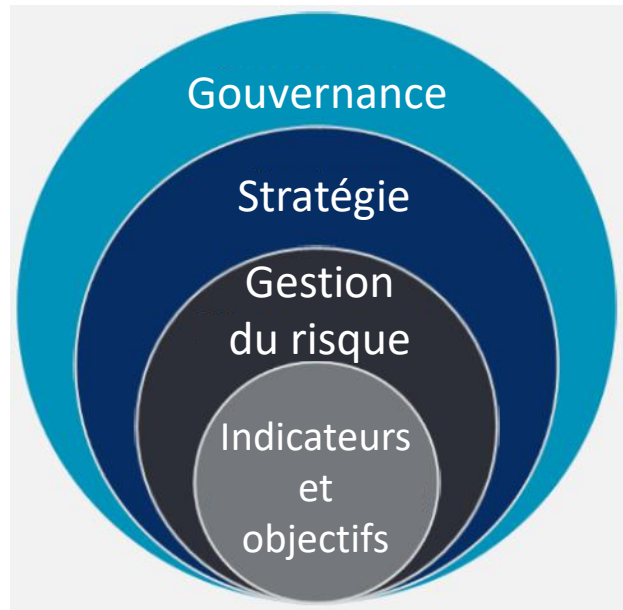 Gouvernance
Stratégie
Gestion
du risque
Indicateurs
et
objectifs